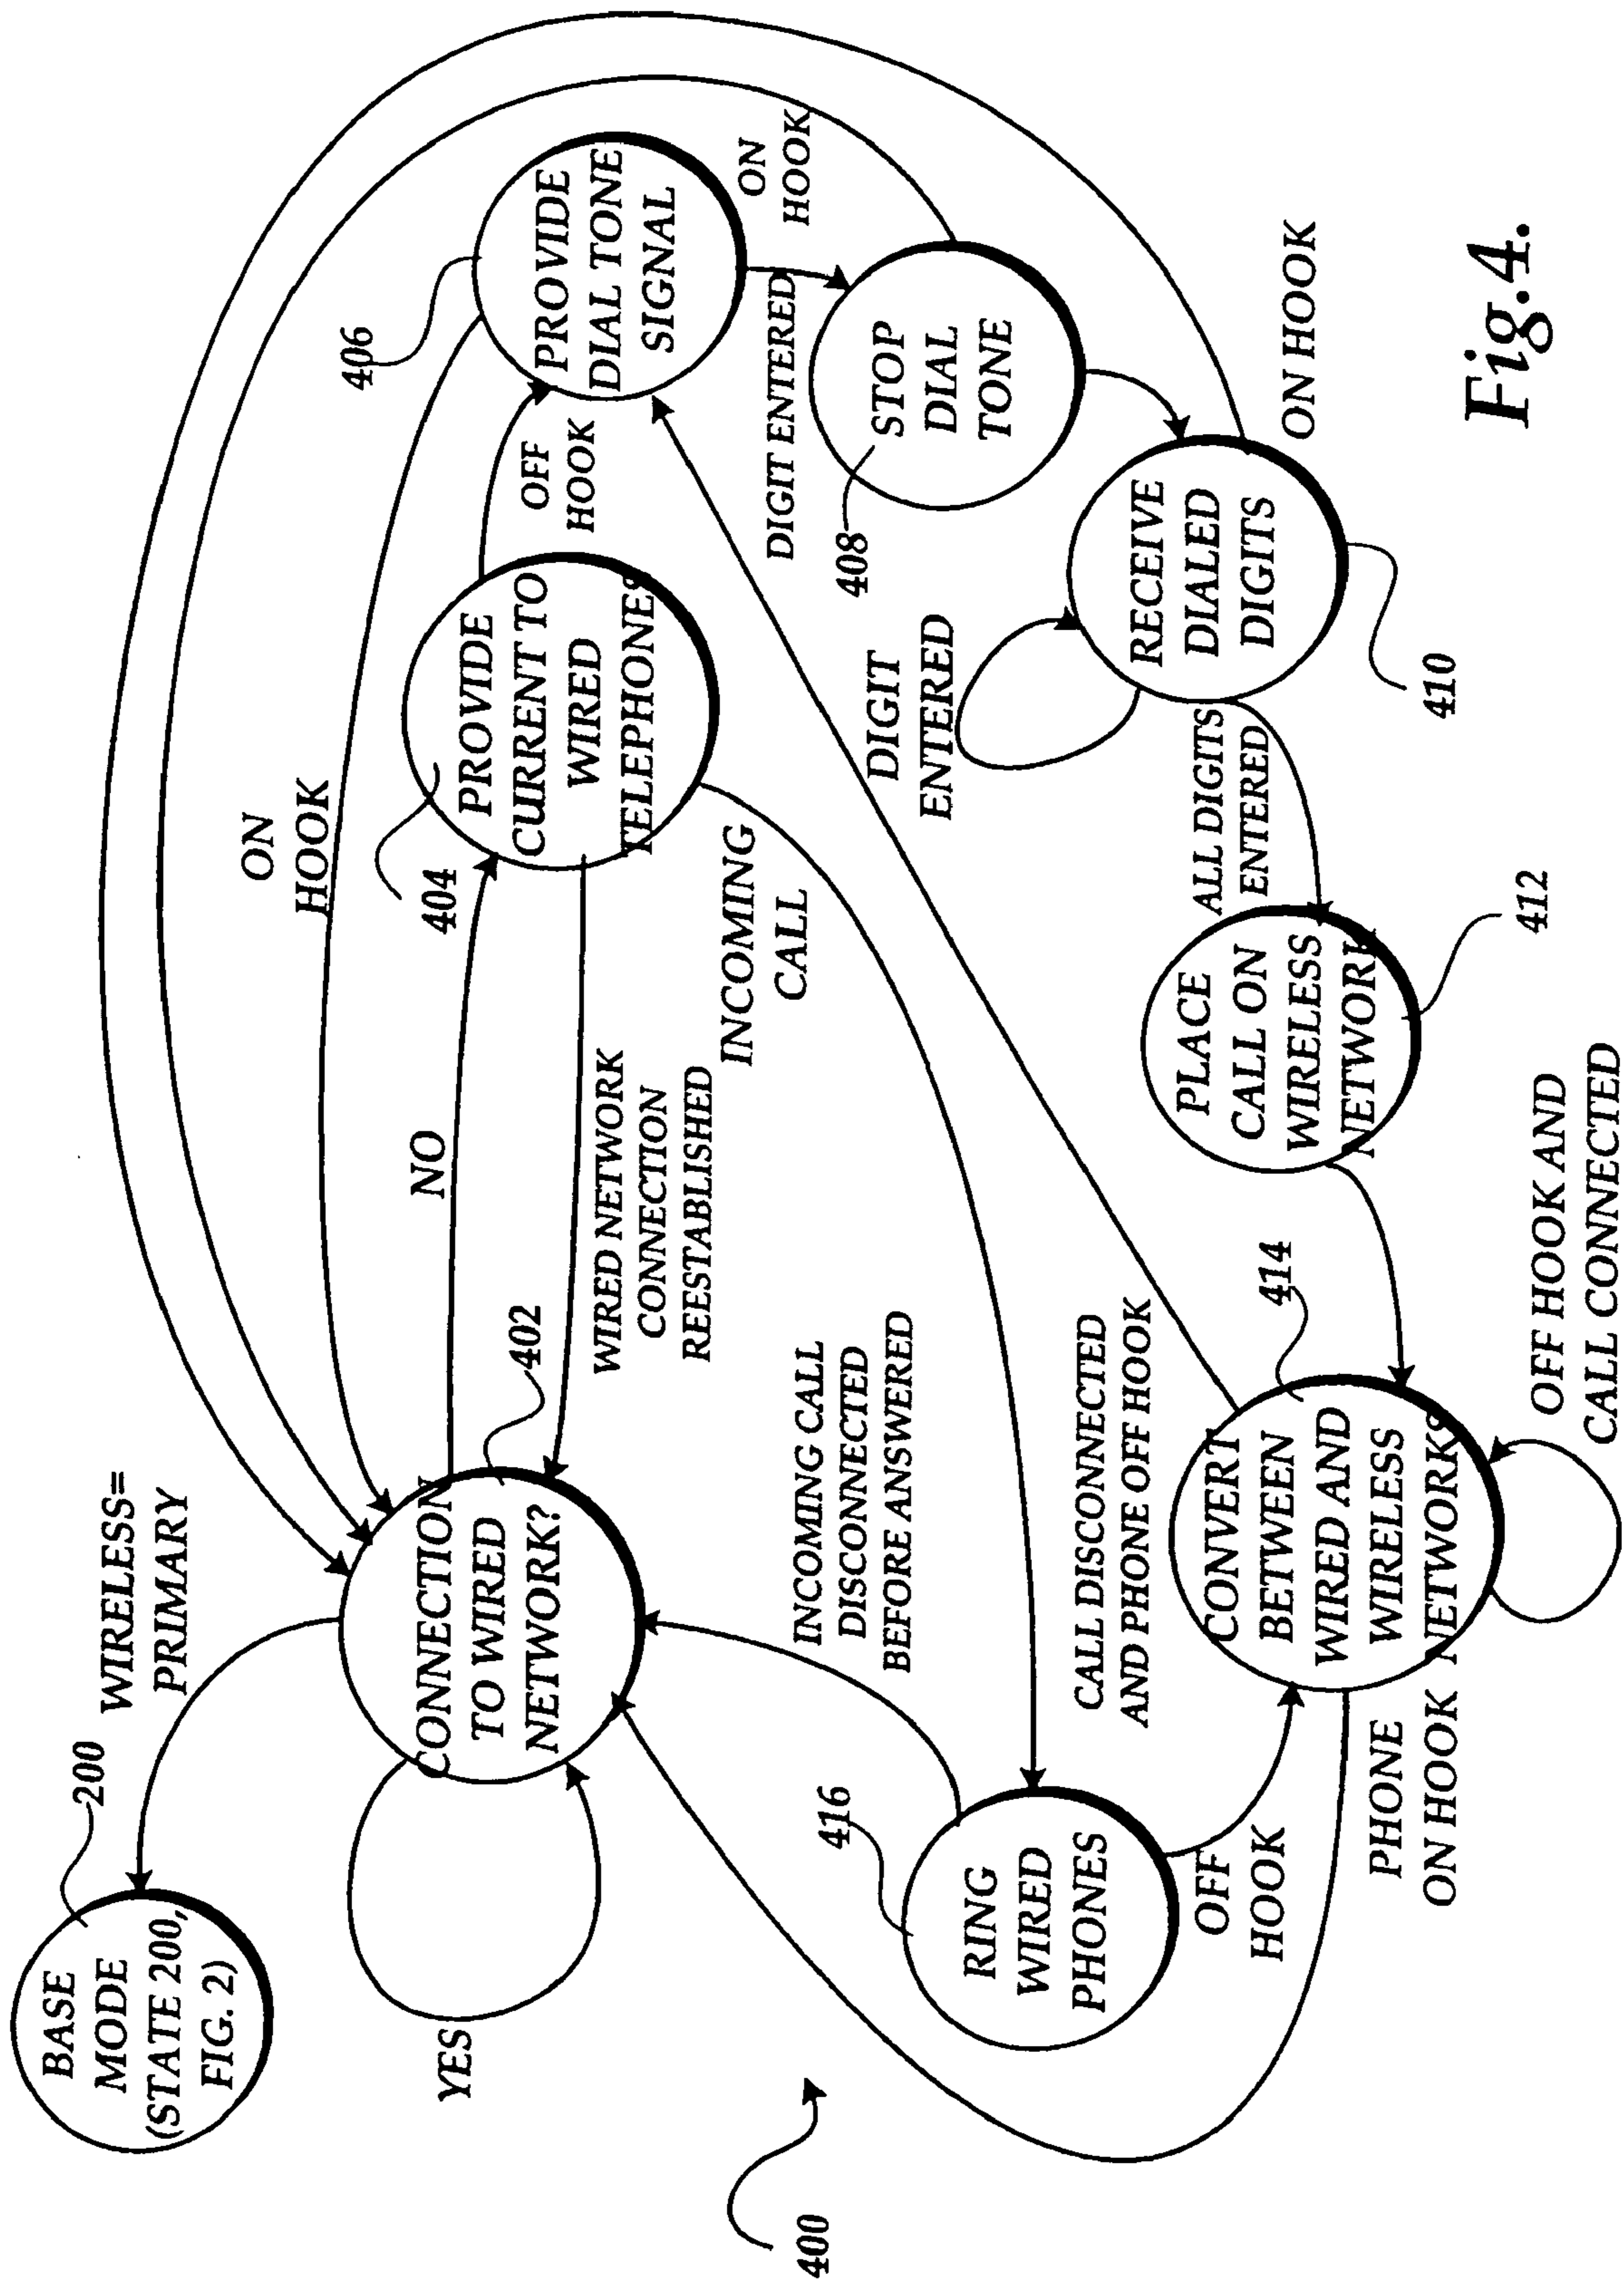 BASE
MODE
(STATE 200,
FIG. 2)
200
WIRELESS=
PRIMARY
YES
CONNECTION
TO WIRED
NETWORK?
402
NO
ON
HOOK
404
PROVIDE
CURRENT TO
WIRED
TELEPHONES
WIRED NETWORK
CONNECTION
REESTABLISHED
INCOMING
CALL
OFF
HOOK
406
PROVIDE
DIAL TONE
SIGNAL
ON
HOOK
DIGIT ENTERED
408
STOP
DIAL
TONE
DIGIT
ENTERED
RECEIVE
DIALED
DIGITS
410
ON HOOK
ALL DIGITS
ENTERED
PLACE
CALL ON
WIRELESS
NETWORK
412
INCOMING CALL
DISCONNECTED
BEFORE ANSWERED
CALL DISCONNECTED
AND PHONE OFF HOOK
414
CONVERT
BETWEEN
WIRED AND
WIRELESS
NETWORKS
OFF HOOK AND
CALL CONNECTED
416
RING
WIRED
PHONES
OFF
HOOK
PHONE
ON HOOK
400
Fig.4.